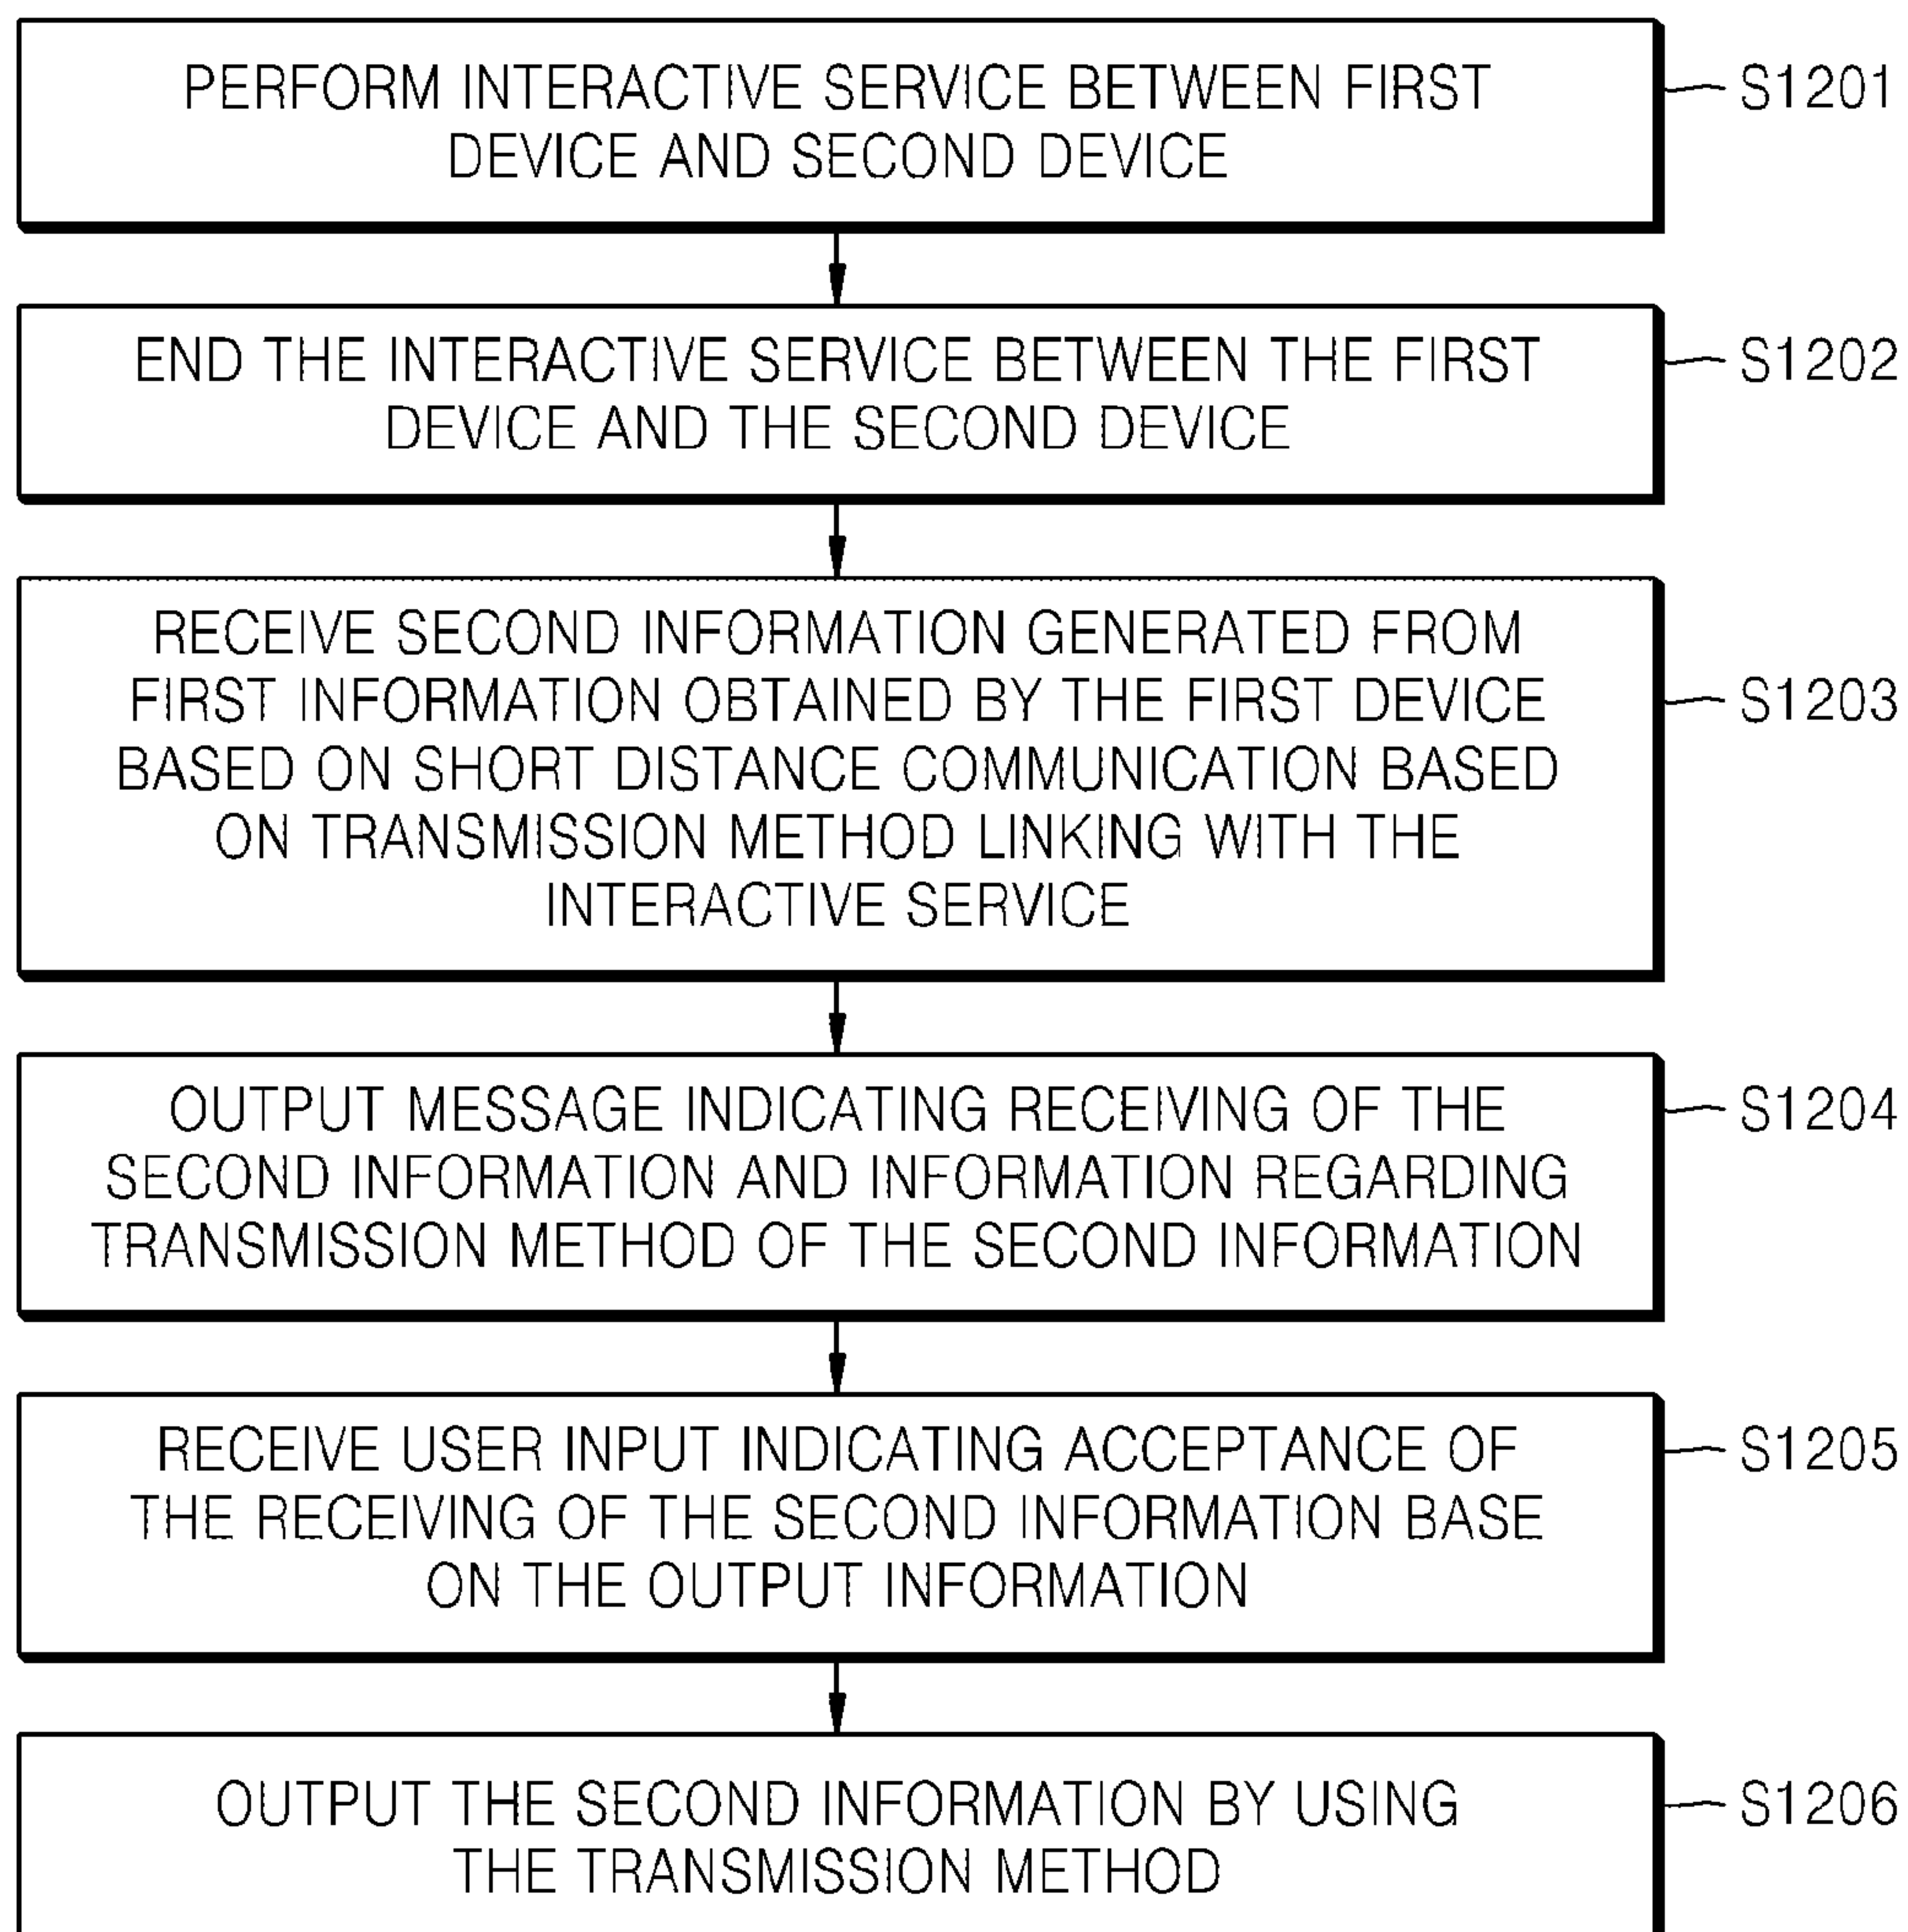 PERFORM INTERACTIVE SERVICE BETWEEN FIRST
DEVICE AND SECOND DEVICE
S1201
END THE INTERACTIVE SERVICE BETWEEN THE FIRST
DEVICE AND THE SECOND DEVICE
S1202
RECEIVE SECOND INFORMATION GENERATED FROM
FIRST INFORMATION OBTAINED BY THE FIRST DEVICE
BASED ON SHORT DISTANCE COMMUNICATION BASED
ON TRANSMISSION METHOD LINKING WITH THE
INTERACTIVE SERVICE
S1203
OUTPUT MESSAGE INDICATING RECEIVING OF THE
SECOND INFORMATION AND INFORMATION REGARDING
TRANSMISSION METHOD OF THE SECOND INFORMATION
S1204
RECEIVE USER INPUT INDICATING ACCEPTANCE OF
THE RECEIVING OF THE SECOND INFORMATION BASE
ON THE OUTPUT INFORMATION
S1205
OUTPUT THE SECOND INFORMATION BY USING
THE TRANSMISSION METHOD
S1206